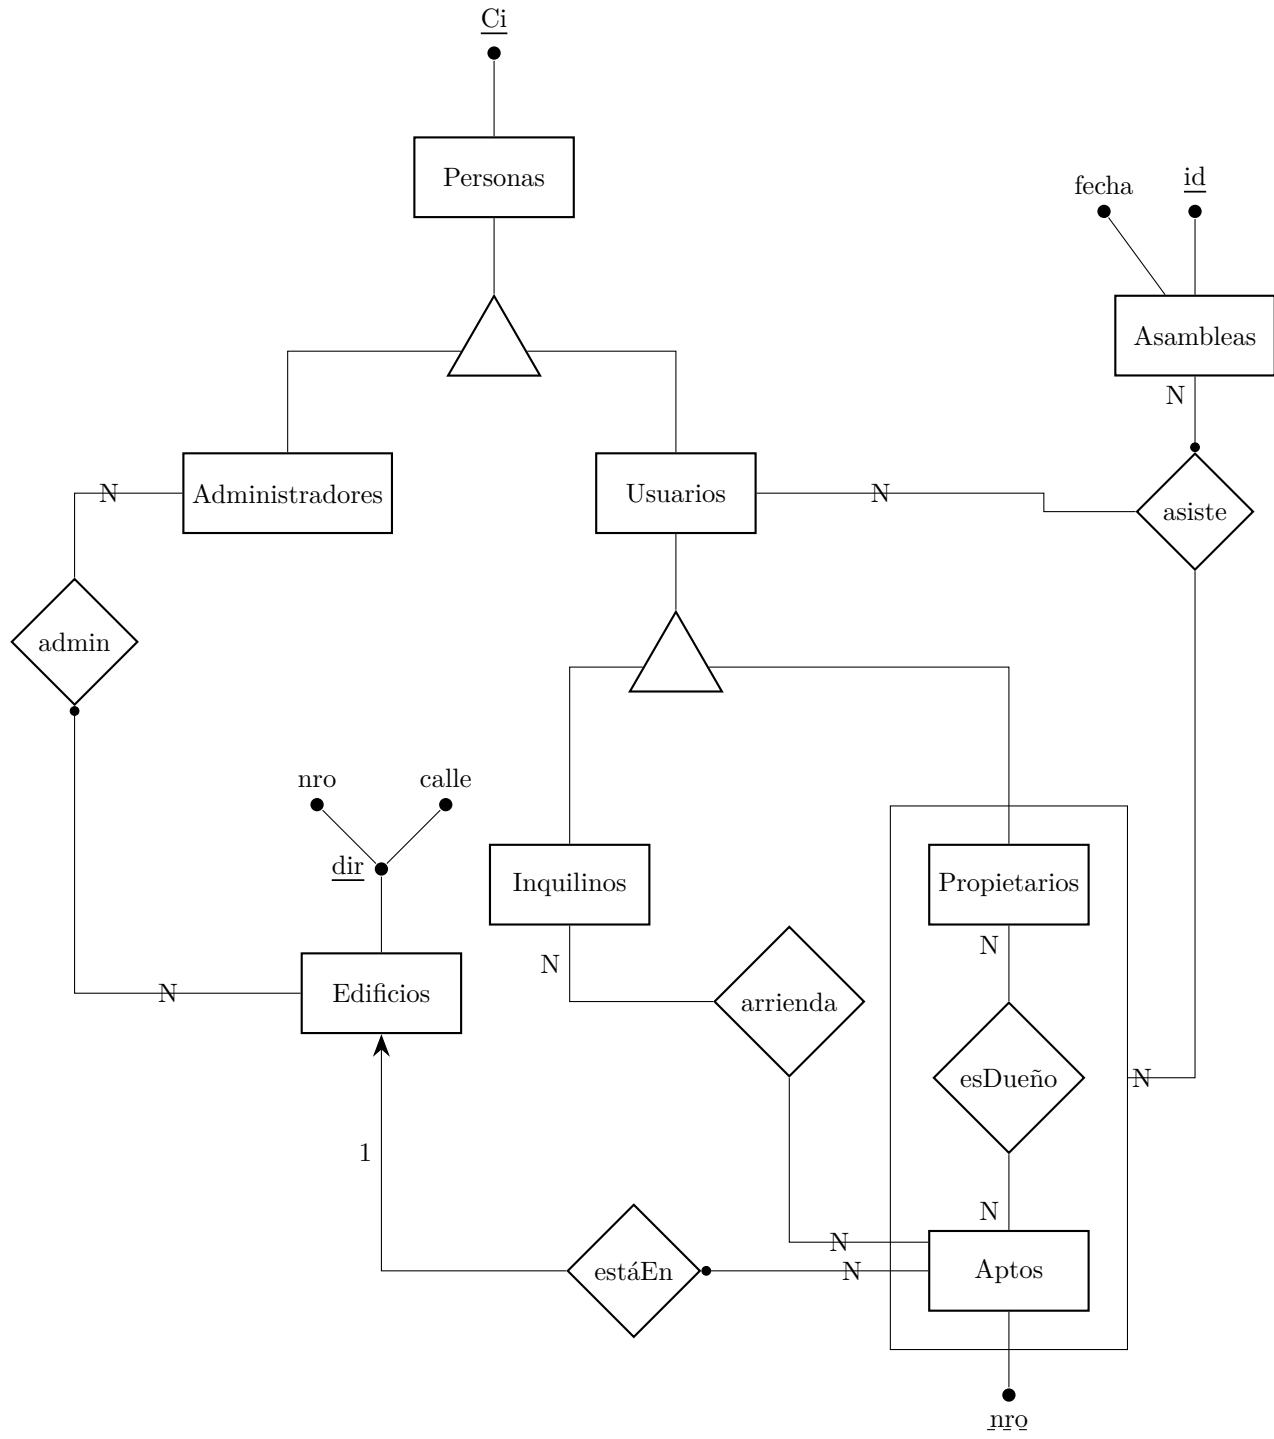 Ci
Personas
fecha
id
Asambleas
N
Administradores
N
Usuarios
N
asiste
admin
nro
calle
dir
Inquilinos
Propietarios
N
N
Edificios
N
arrienda
esDueño
N
1
N
N
estáEn
N
Aptos
nro